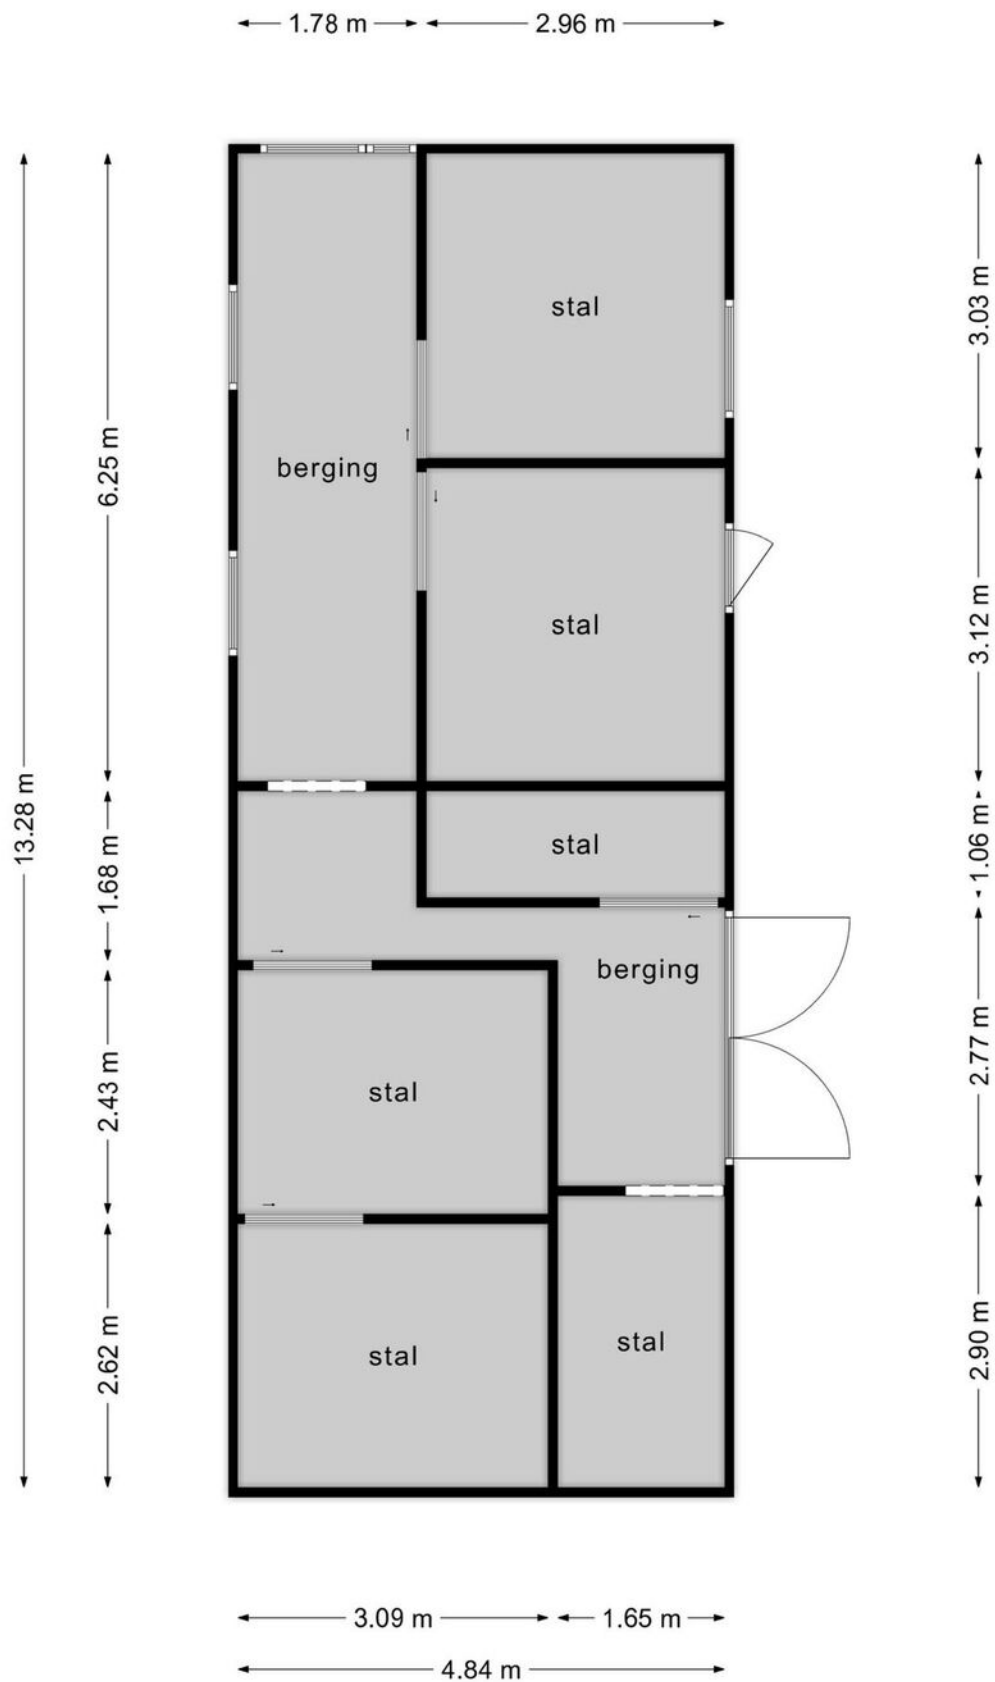 1.78 m
2.96 m
stal
3.03 m
6.25 m
berging
stal
3.12 m
13.28 m
1.68 m
stal
1.06 m
berging
2.77 m
2.43 m
stal
2.62 m
stal
stal
2.90 m
3.09 m
1.65 m
4.84 m